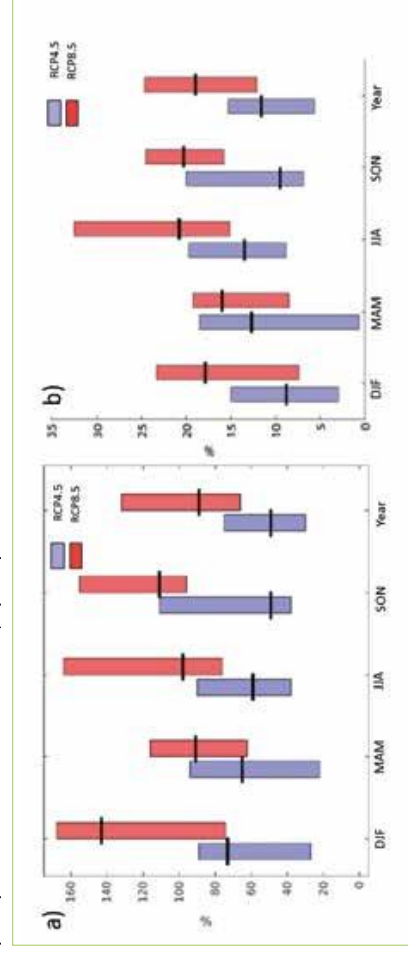 a)
RCP4.5
RCP8.5
160
140
120
100
80
60
40
20
0
%
DJF
MAM
JJA
SON
Year
b)
RCP4.5
RCP8.5
35
30
25
20
15
10
5
0
%
DJF
MAM
JJA
SON
Year